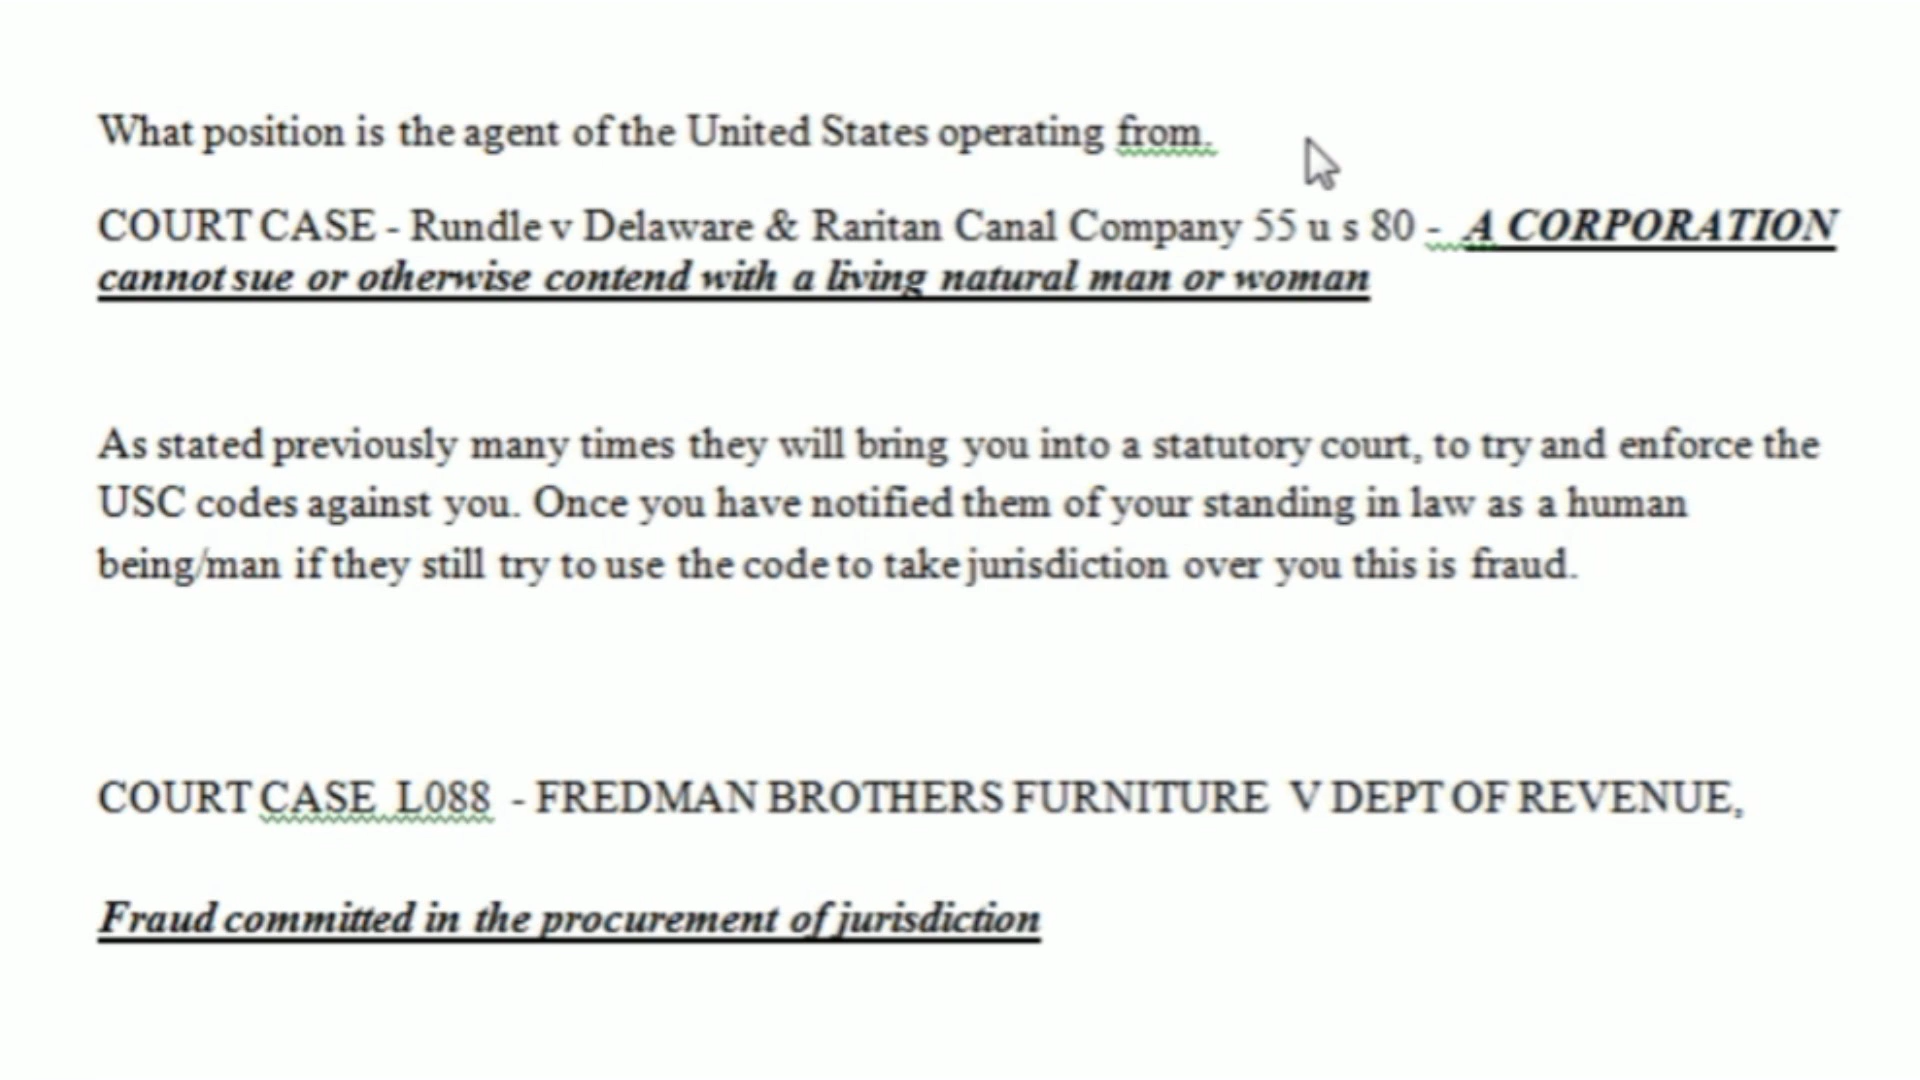 What position is the agent of the United States operating from.
COURT CASE - Rundle v Delaware & Raritan Canal Company 55 u s 80 - A CORPORATION
cannot sue or otherwise contend with a living natural man or woman
As stated previously many times they will bring you into a statutory court, to try and enforce the
USC codes against you. Once you have notified them of your standing in law as a human
being/man if they still try to use the code to take jurisdiction over you this is fraud.
COURT CASE L088 - FREDMAN BROTHERS FURNITURE V DEPT OF REVENUE,
Fraud committed in the procurement of jurisdiction